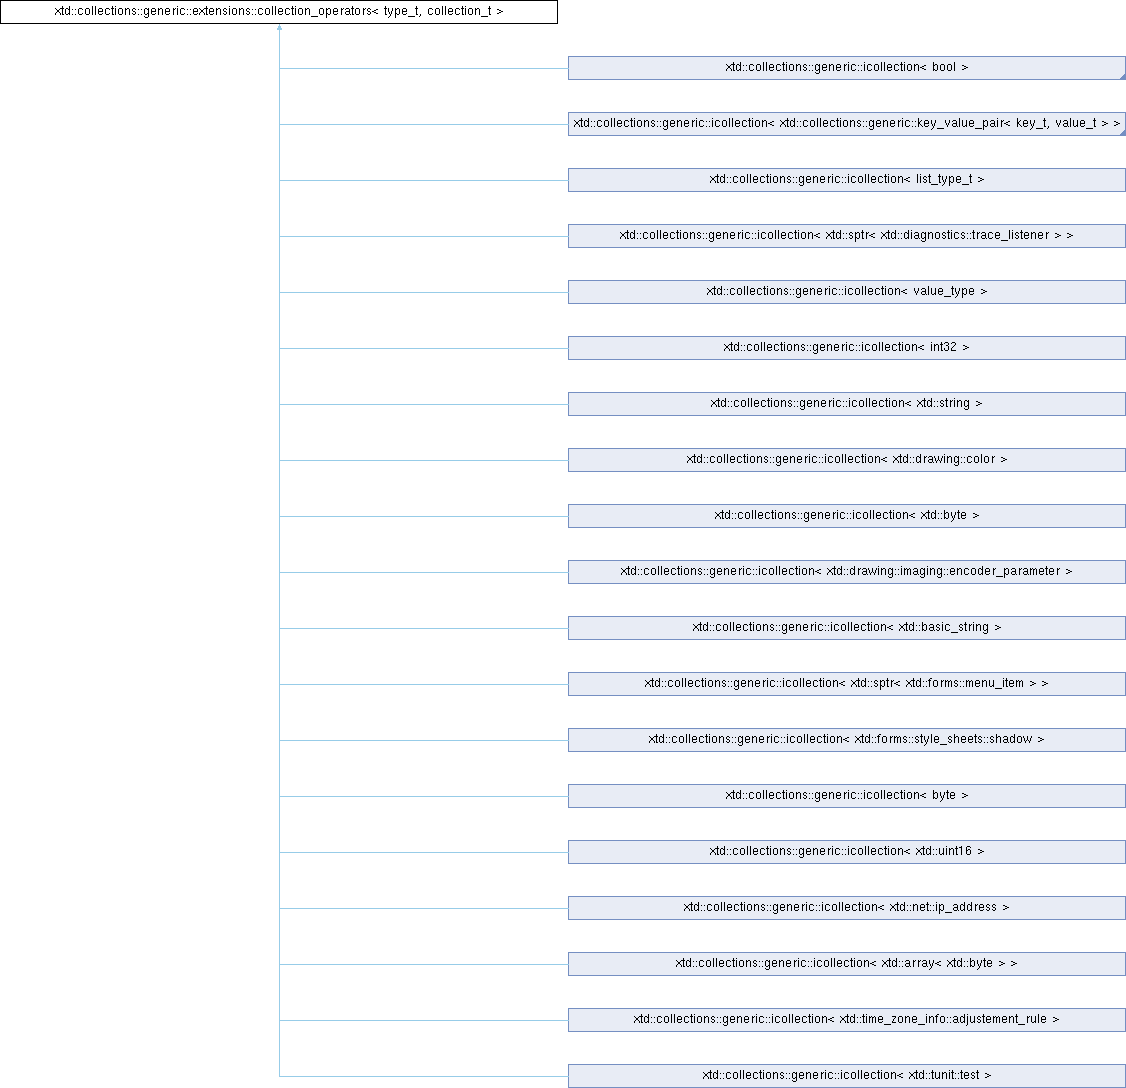 xtd::collections::generic::extensions::collection_operators< type_t, collection_t >
xtd::collections::generic::icollection< bool >
xtd::collections::generic::icollection< xtd::collections::generic::key_value_pair< key_t, value_t > >
xtd::collections::generic::icollection< list_type_t >
xtd::collections::generic::icollection< xtd::sptr< xtd::diagnostics::trace_listener > >
xtd::collections::generic::icollection< value_type >
xtd::collections::generic::icollection< int32 >
xtd::collections::generic::icollection< xtd::string >
xtd::collections::generic::icollection< xtd::drawing::color >
xtd::collections::generic::icollection< xtd::byte >
xtd::collections::generic::icollection< xtd::drawing::imaging::encoder_parameter >
xtd::collections::generic::icollection< xtd::basic_string >
xtd::collections::generic::icollection< xtd::sptr< xtd::forms::menu_item > >
xtd::collections::generic::icollection< xtd::forms::style_sheets::shadow >
xtd::collections::generic::icollection< byte >
xtd::collections::generic::icollection< xtd::uint16 >
xtd::collections::generic::icollection< xtd::net::ip_address >
xtd::collections::generic::icollection< xtd::array< xtd::byte > >
xtd::collections::generic::icollection< xtd::time_zone_info::adjustement_rule >
xtd::collections::generic::icollection< xtd::tunit::test >